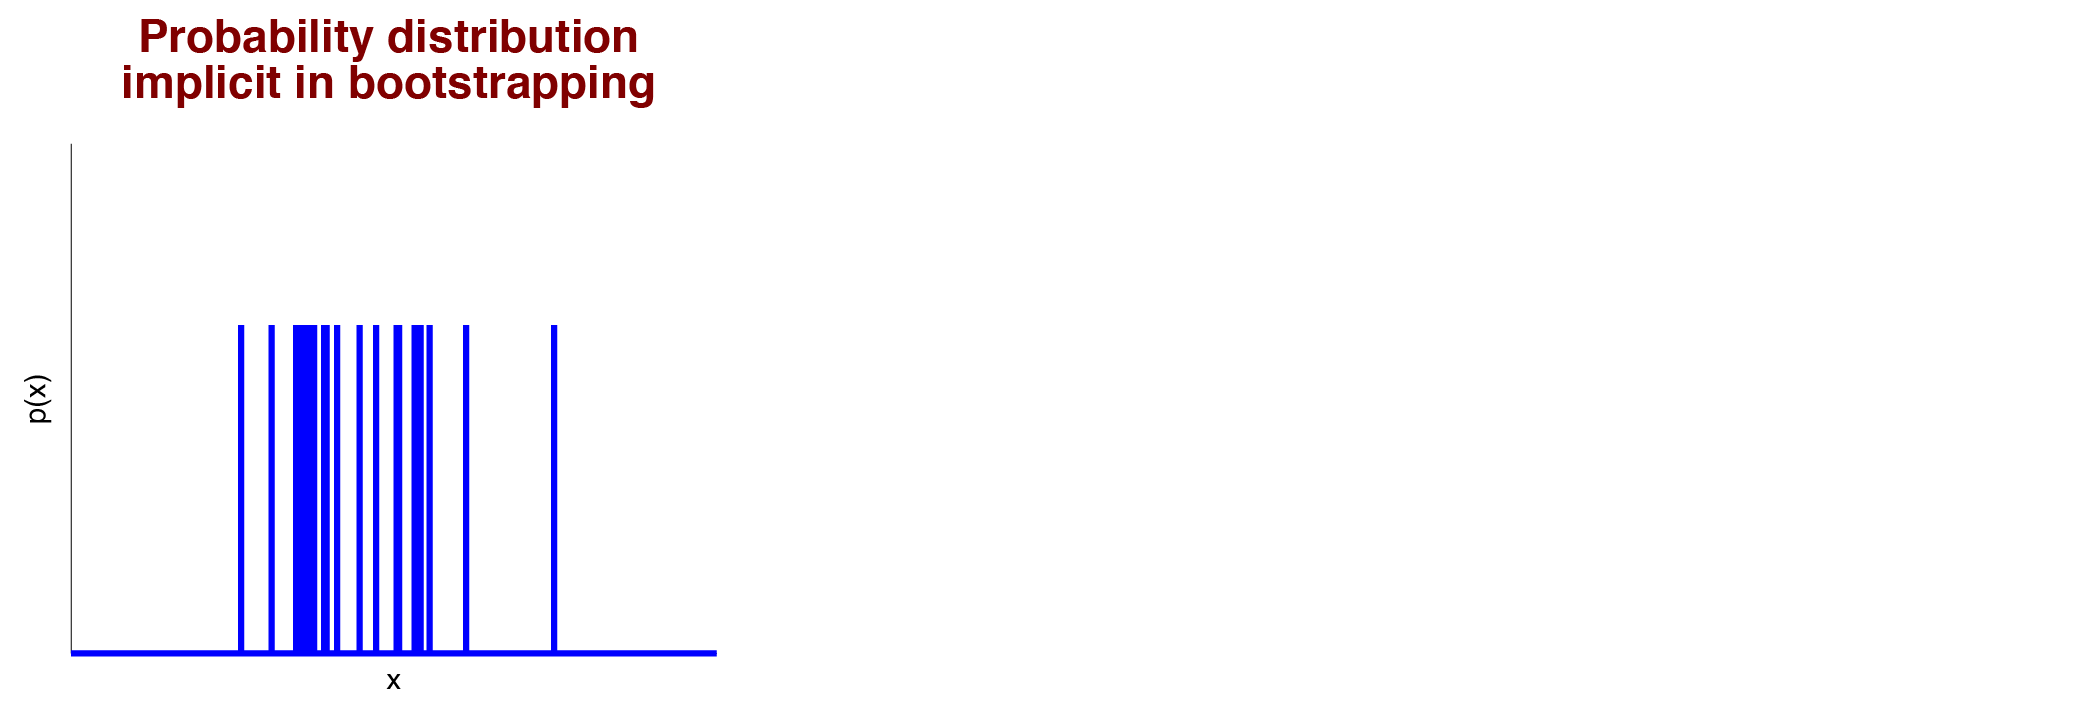 Probability distribution
implicit in bootstrapping
p(x)
x